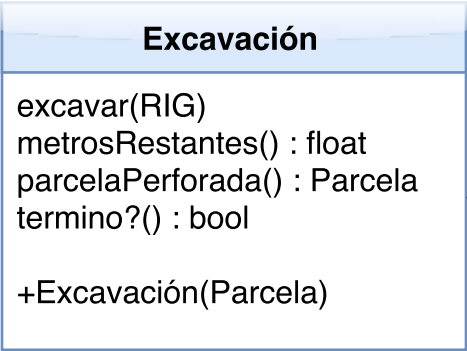 Excavación
excavar(RIG)
metrosRestantes() : float
parcelaPerforada() : Parcela
termino?() : bool
+Excavación(Parcela)